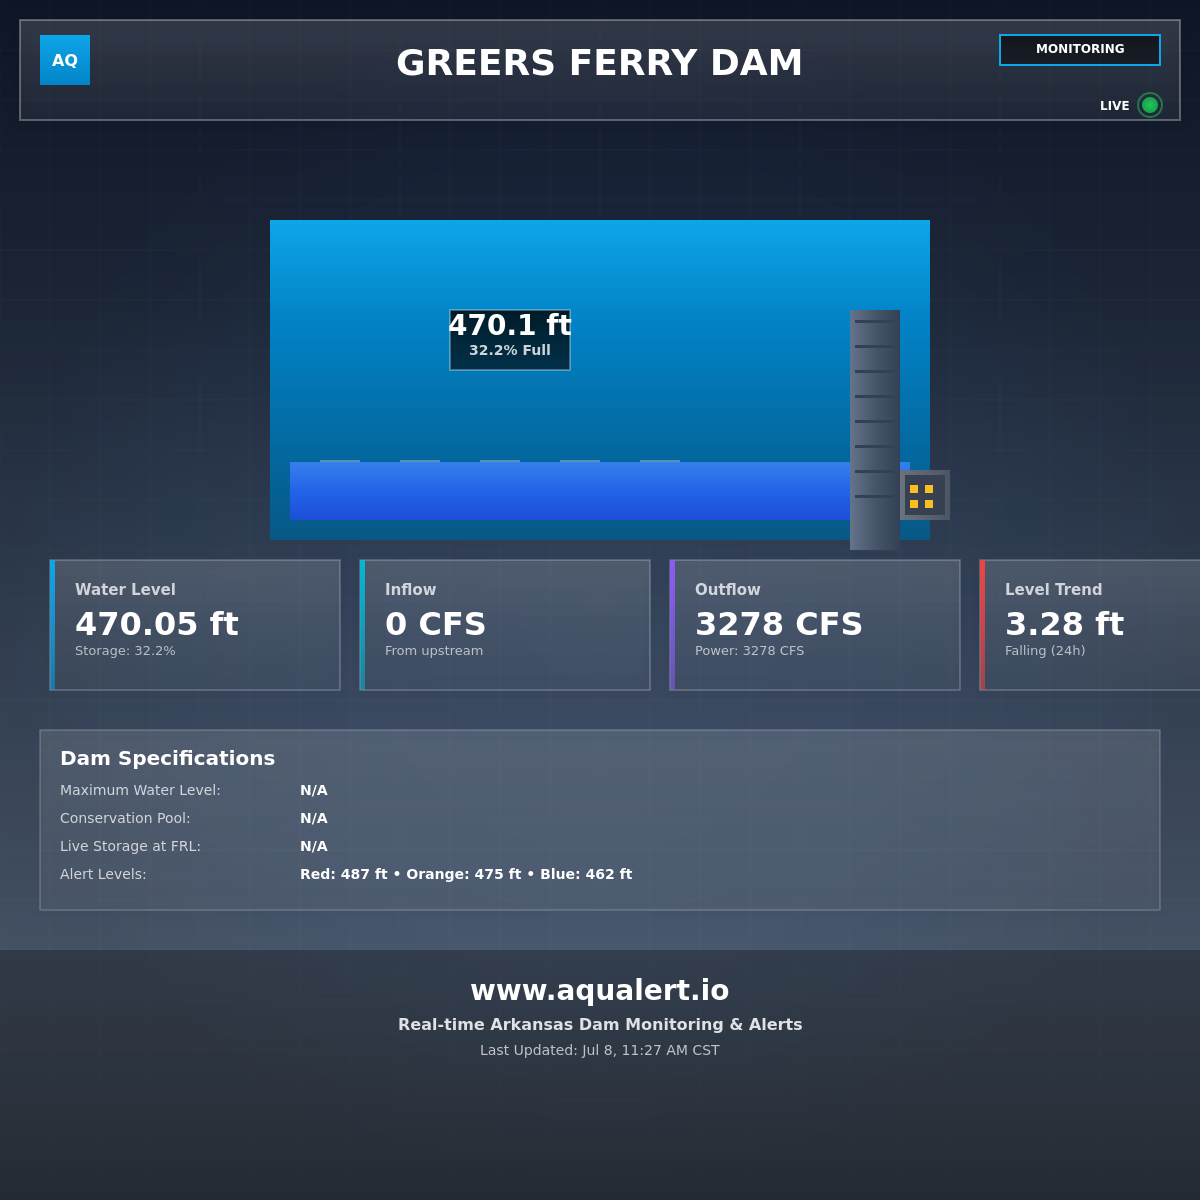 AQ
GREERS FERRY DAM
MONITORING
LIVE
470.1 ft
32.2% Full
Water Level
470.05 ft
Storage: 32.2%
Inflow
0 CFS
From upstream
Outflow
3278 CFS
Power: 3278 CFS
Level Trend
3.28 ft
Falling (24h)
Dam Specifications
Maximum Water Level: N/A
Conservation Pool: N/A
Live Storage at FRL: N/A
Alert Levels: Red: 487 ft • Orange: 475 ft • Blue: 462 ft
www.aqualert.io
Real-time Arkansas Dam Monitoring & Alerts
Last Updated: Jul 8, 11:27 AM CST